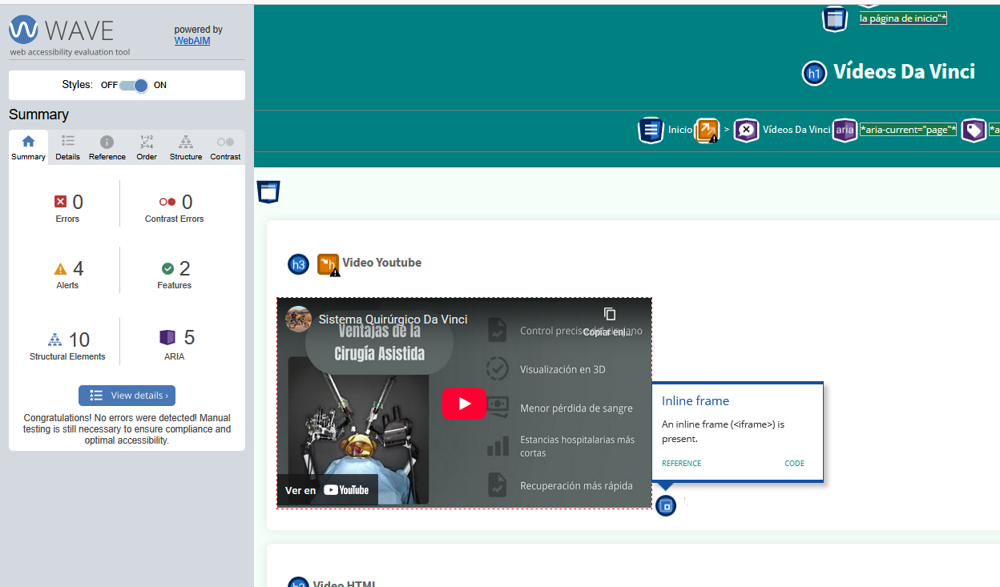 WAVE
web accessibility evaluation tool
powered by
WebAIM
Styles: OFF ON
Summary
Summary Details Reference Order Structure Contrast
0
Errors
0
Contrast Errors
4
Alerts
2
Features
10
Structural Elements
5
ARIA
View details ›
Congratulations! No errors were detected! Manual
testing is still necessary to ensure compliance and
optimal accessibility.
la página de inicio"*
h1 Vídeos Da Vinci
Inicio > Vídeos Da Vinci aria *aria-current="page"* *a
h3 h Video Youtube
Sistema Quirúrgico Da Vinci
Copiar enl...
Ventajas de la
Cirugía Asistida
Visualización en 3D
Menor pérdida de sangre
Estancias hospitalarias más
cortas
Recuperación más rápida
Ver en YouTube
Inline frame
An inline frame (<iframe>) is
present.
REFERENCE CODE
Video HTML